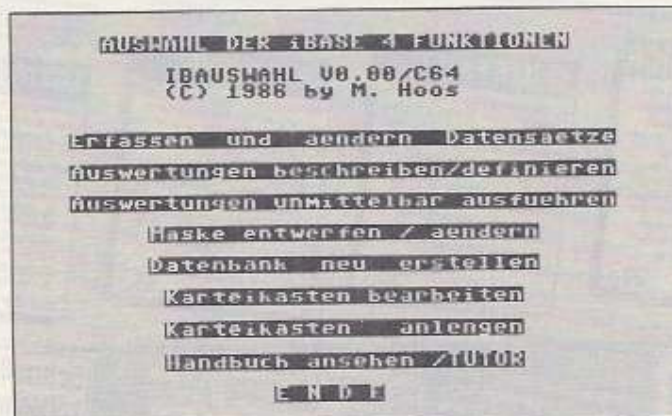 AUSWAHL DER iBASE 4 FUNKTIONEN
IBAUSWAHL V0.00/C64
(C) 1986 by M. Hoos
Erfassen und aendern Datensaetze
Auswertungen beschreiben/definieren
Auswertungen unmittelbar ausfuehren
Maske entwerfen / aendern
Datenbank neu erstellen
Karteikasten bearbeiten
Karteikasten anlengen
Handbuch ansehen /TUTOR
E N D E